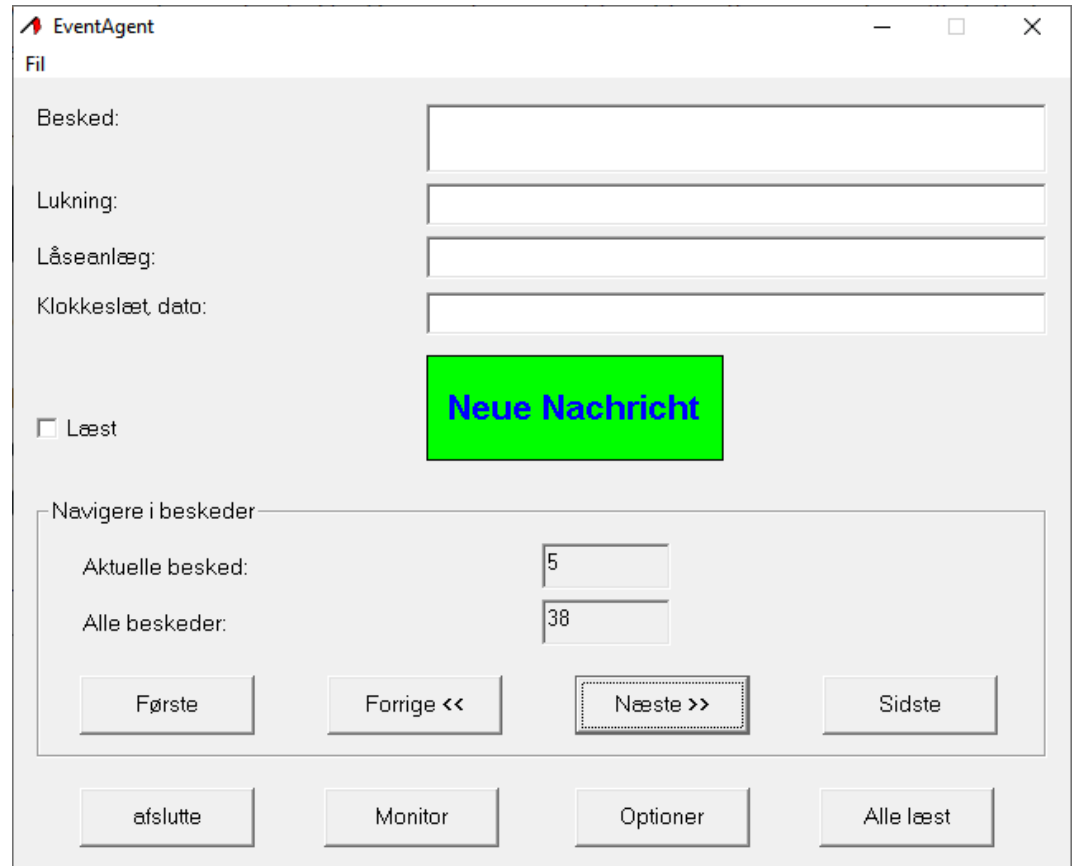 EventAgent
Fil
Besked:
Lukning:
Låseanlæg:
Klokkeslæt, dato:
Neue Nachricht
Læst
Navigere i beskeder
Aktuelle besked: 5
Alle beskeder: 38
Første Forrige << Næste >> Sidste
afslutte Monitor Optioner Alle læst